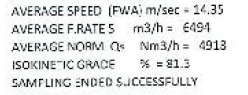 AVERAGE SPEED (FWA) m/sec = 14.35
AVERAGE F.RATE S m3/h = 6494
AVERAGE NORM Qs Nm3/h = 4913
ISOKINETIC GRADE % = 81.3
SAMPLING ENDED SUCCESSFULLY